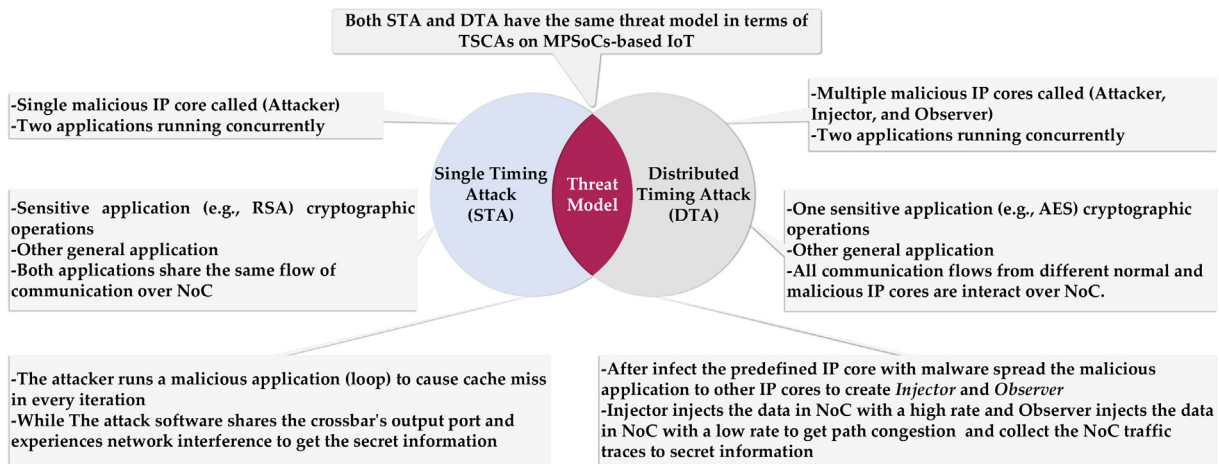 Both STA and DTA have the same threat model in terms of
TSCAs on MPSoCs-based IoT
-Single malicious IP core called (Attacker)
-Two applications running concurrently
-Multiple malicious IP cores called (Attacker,
Injector, and Observer)
-Two applications running concurrently
Single Timing
Attack
(STA)
Threat
Model
Distributed
Timing Attack
(DTA)
-Sensitive application (e.g., RSA) cryptographic
operations
-Other general application
-Both applications share the same flow of
communication over NoC
-One sensitive application (e.g., AES) cryptographic
operations
-Other general application
-All communication flows from different normal and
malicious IP cores are interact over NoC.
-The attacker runs a malicious application (loop) to cause cache miss
in every iteration
-While The attack software shares the crossbar's output port and
experiences network interference to get the secret information
-After infect the predefined IP core with malware spread the malicious
application to other IP cores to create Injector and Observer
-Injector injects the data in NoC with a high rate and Observer injects the data
in NoC with a low rate to get path congestion and collect the NoC traffic
traces to secret information